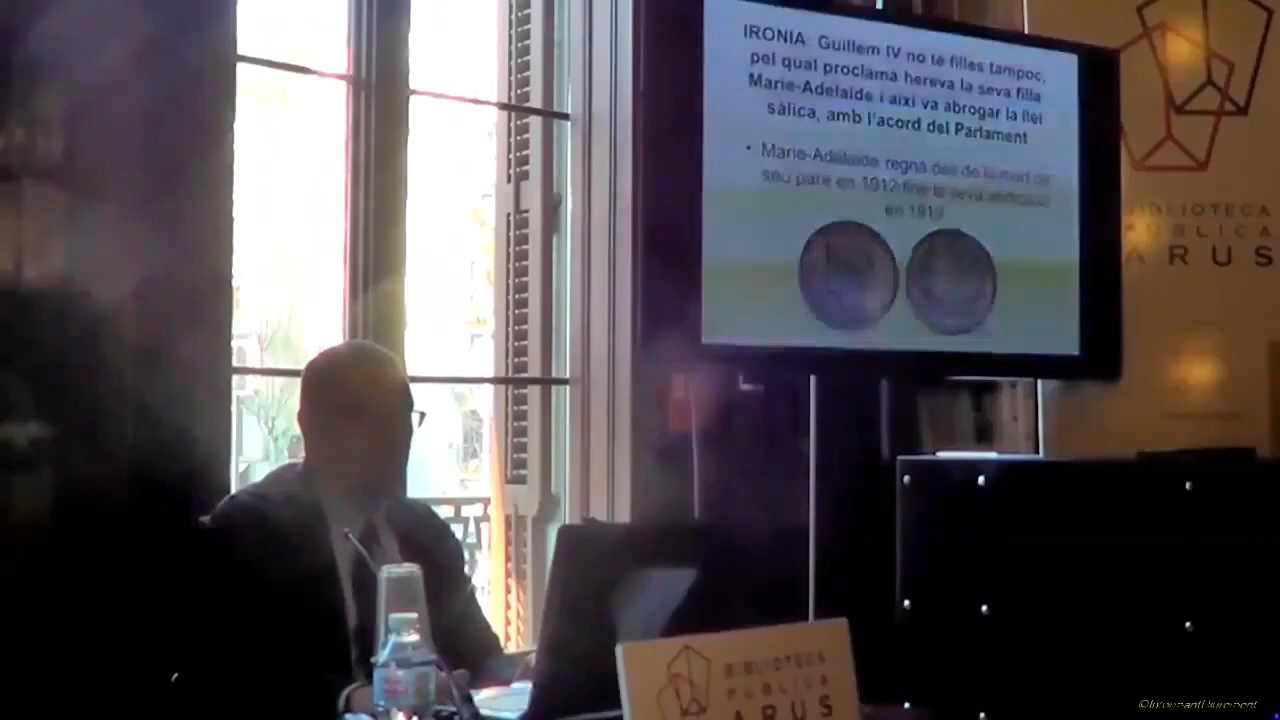 IRONIA. Guillem IV no té filles tampoc,
pel qual proclama hereva la seva filla
Marie-Adelaide i així va abrogar la llei
sàlica, amb l'acord del Parlament
• Marie-Adelaide regnà des de la mort de
seu pare en 1912 fins la seva abdicació
en 1919
BIBLIOTECA
PÚBLICA
ARUS
BIBLIOTECA
PÚBLICA
ARUS